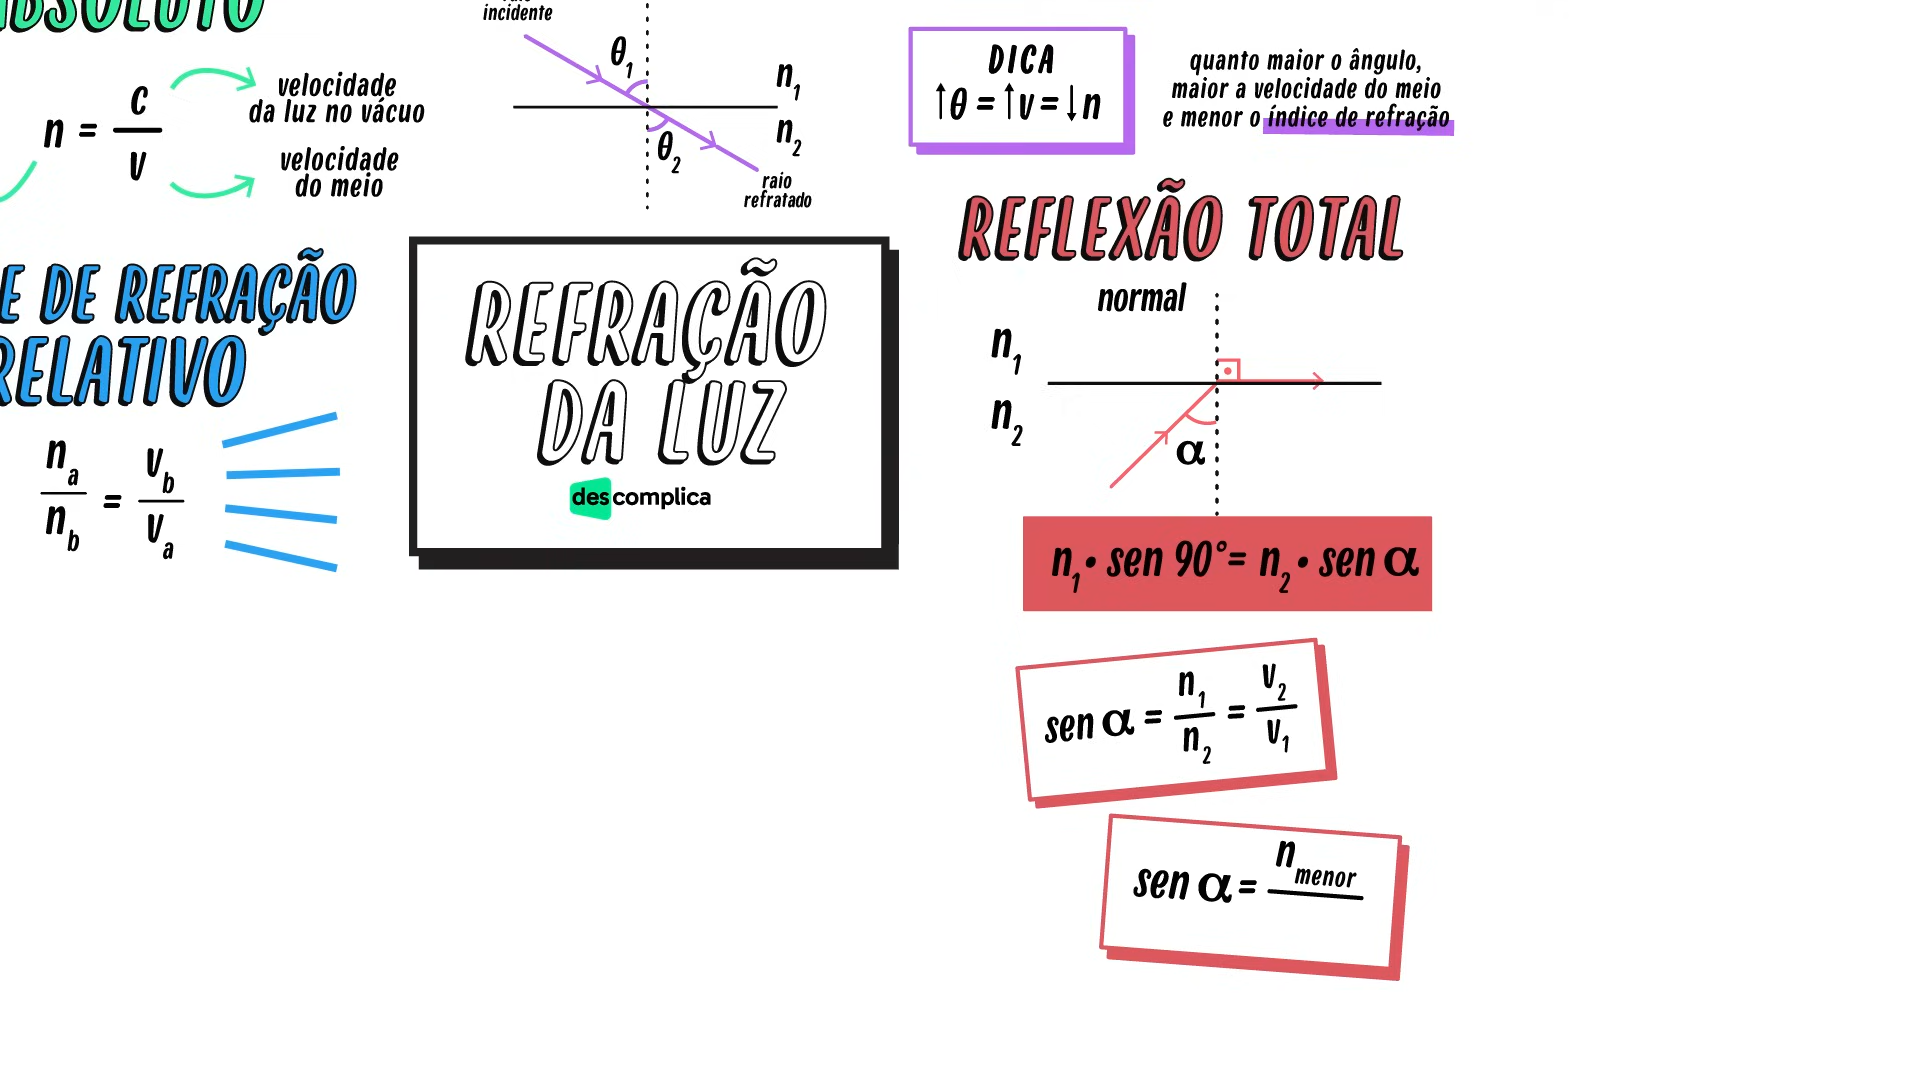 ABSOLUTO
n = c / v
velocidade
da luz no vácuo
velocidade
do meio
incidente
θ1
n1
n2
θ2
raio
refratado
DICA
↑θ = ↑v = ↓n
quanto maior o ângulo,
maior a velocidade do meio
e menor o índice de refração
E DE REFRAÇÃO
RELATIVO
na / nb = vb / va
REFRAÇÃO
DA LUZ
descomplica
REFLEXÃO TOTAL
normal
n1
n2
α
n1 • sen 90° = n2 • sen α
sen α = n1 / n2 = v2 / v1
sen α = nmenor